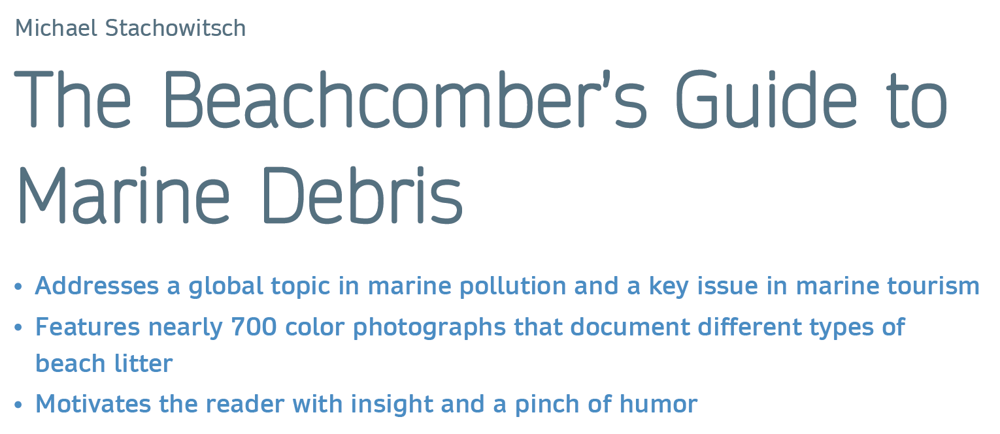 Michael Stachowitsch
The Beachcomber’s Guide to
Marine Debris
• Addresses a global topic in marine pollution and a key issue in marine tourism
• Features nearly 700 color photographs that document different types of
beach litter
• Motivates the reader with insight and a pinch of humor